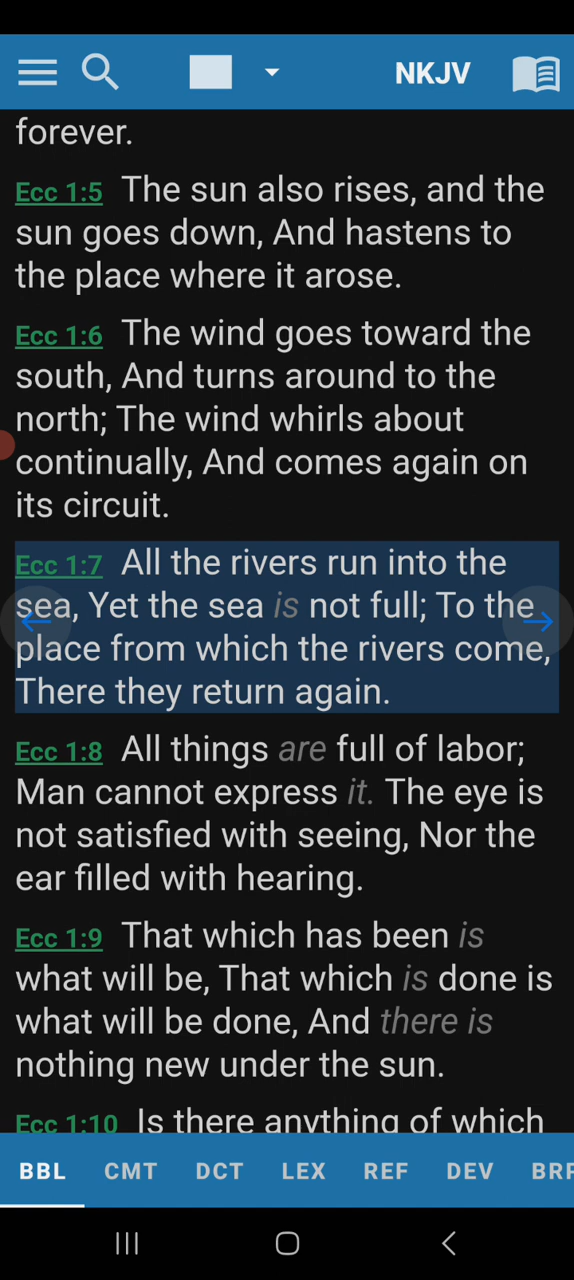 NKJV
forever.
Ecc 1:5 The sun also rises, and the
sun goes down, And hastens to
the place where it arose.
Ecc 1:6 The wind goes toward the
south, And turns around to the
north; The wind whirls about
continually, And comes again on
its circuit.
Ecc 1:7 All the rivers run into the
sea, Yet the sea is not full; To the
place from which the rivers come,
There they return again.
Ecc 1:8 All things are full of labor;
Man cannot express it. The eye is
not satisfied with seeing, Nor the
ear filled with hearing.
Ecc 1:9 That which has been is
what will be, That which is done is
what will be done, And there is
nothing new under the sun.
Ecc 1:10 Is there anything of which
BBL CMT DCT LEX REF DEV BRP